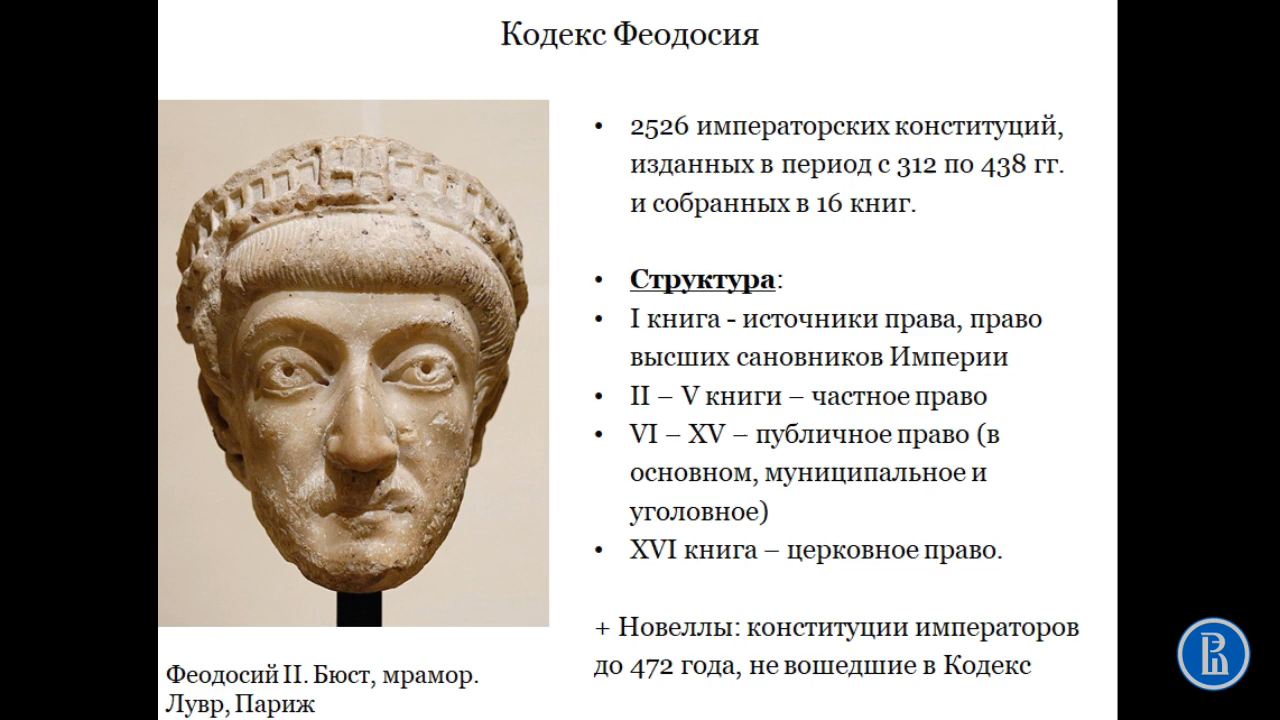 Кодекс Феодосия
• 2526 императорских конституций,
изданных в период с 312 по 438 гг.
и собранных в 16 книг.
• Структура:
• I книга - источники права, право
высших сановников Империи
• II – V книги – частное право
• VI – XV – публичное право (в
основном, муниципальное и
уголовное)
• XVI книга – церковное право.
+ Новеллы: конституции императоров
до 472 года, не вошедшие в Кодекс
Феодосий II. Бюст, мрамор.
Лувр, Париж